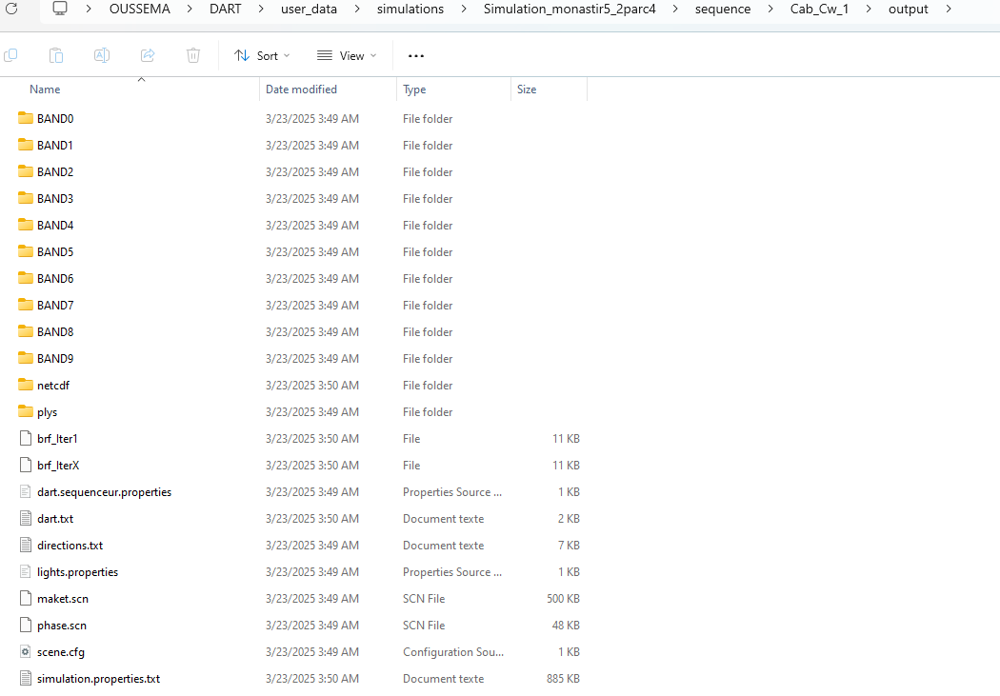 OUSSEMA > DART > user_data > simulations > Simulation_monastir5_2parc4 > sequence > Cab_Cw_1 > output >
Sort View ...
Name Date modified Type Size
BAND0 3/23/2025 3:49 AM File folder
BAND1 3/23/2025 3:49 AM File folder
BAND2 3/23/2025 3:49 AM File folder
BAND3 3/23/2025 3:49 AM File folder
BAND4 3/23/2025 3:49 AM File folder
BAND5 3/23/2025 3:49 AM File folder
BAND6 3/23/2025 3:49 AM File folder
BAND7 3/23/2025 3:49 AM File folder
BAND8 3/23/2025 3:49 AM File folder
BAND9 3/23/2025 3:49 AM File folder
netcdf 3/23/2025 3:50 AM File folder
plys 3/23/2025 3:49 AM File folder
brf_Iter1 3/23/2025 3:50 AM File 11 KB
brf_IterX 3/23/2025 3:50 AM File 11 KB
dart.sequenceur.properties 3/23/2025 3:49 AM Properties Source ... 1 KB
dart.txt 3/23/2025 3:50 AM Document texte 2 KB
directions.txt 3/23/2025 3:49 AM Document texte 7 KB
lights.properties 3/23/2025 3:49 AM Properties Source ... 1 KB
maket.scn 3/23/2025 3:49 AM SCN File 500 KB
phase.scn 3/23/2025 3:49 AM SCN File 48 KB
scene.cfg 3/23/2025 3:49 AM Configuration Sou... 1 KB
simulation.properties.txt 3/23/2025 3:50 AM Document texte 885 KB